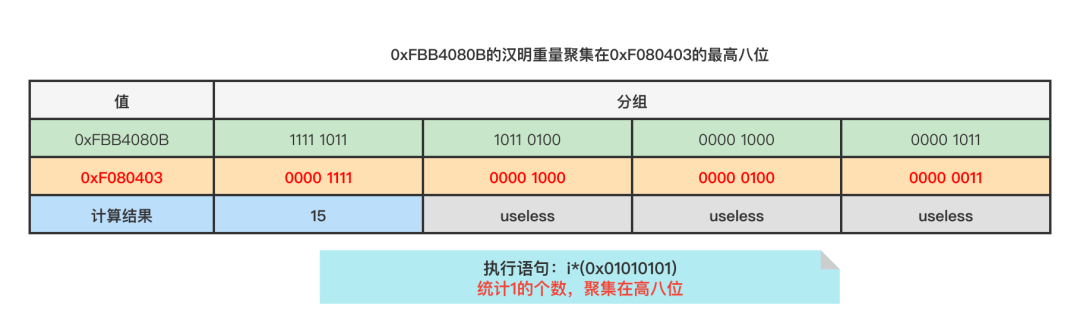 0xFBB4080B的汉明重量聚集在0xF080403的最高八位
值 分组
0xFBB4080B 1111 1011 1011 0100 0000 1000 0000 1011
0xF080403 0000 1111 0000 1000 0000 0100 0000 0011
计算结果 15 useless useless useless
执行语句：i*(0x01010101)
统计1的个数，聚集在高八位